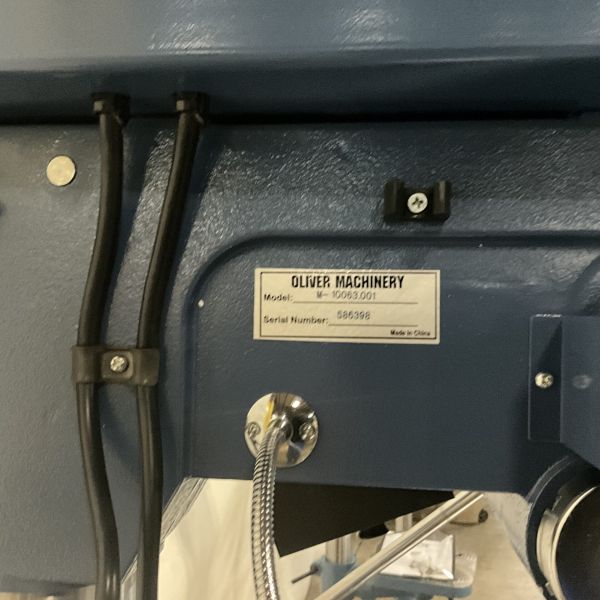 OLIVER MACHINERY
Model: M-10063.001
Serial Number: 586398
Made in China